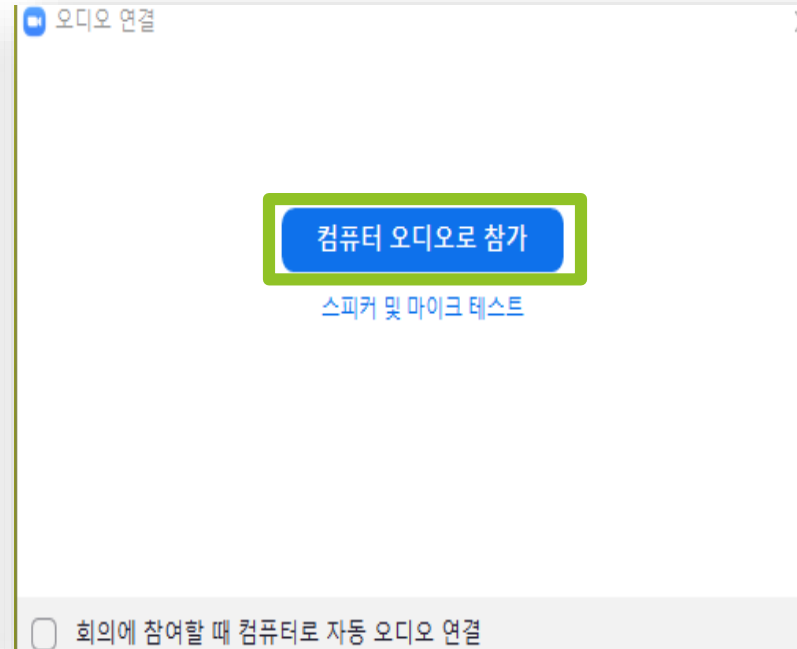 오디오 연결
컴퓨터 오디오로 참가
스피커 및 마이크 테스트
회의에 참여할 때 컴퓨터로 자동 오디오 연결